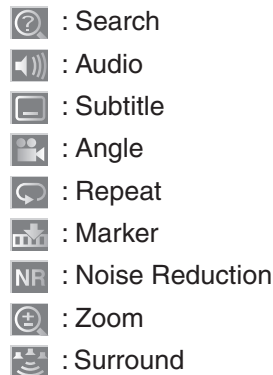 : Search
: Audio
: Subtitle
: Angle
: Repeat
: Marker
NR : Noise Reduction
: Zoom
: Surround